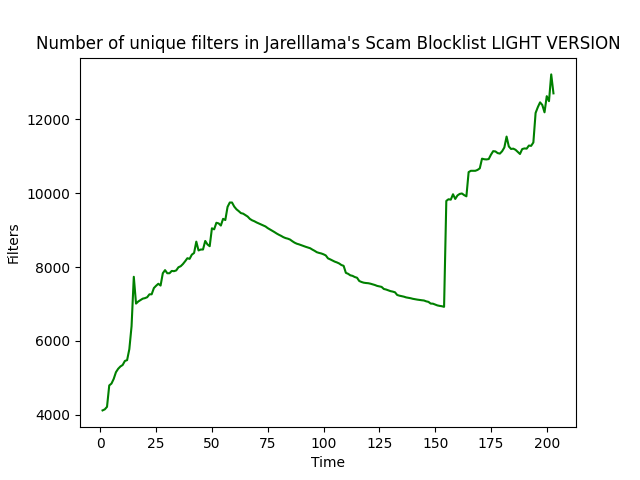 Number of unique filters in Jarelllama's Scam Blocklist LIGHT VERSION
12000
10000
8000
6000
4000
Filters
0 25 50 75 100 125 150 175 200
Time